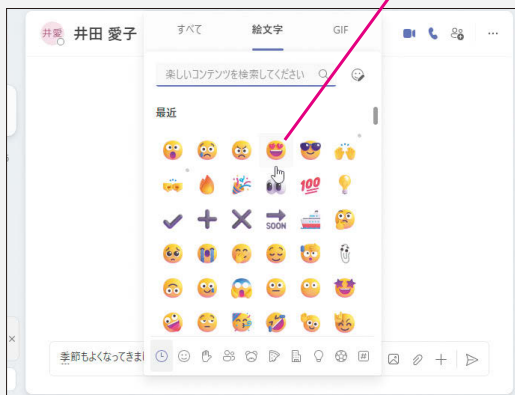 井愛 井田 愛子 すべて 絵文字 GIF
楽しいコンテンツを検索してください
最近
100
SOON
季節もよくなってきまし